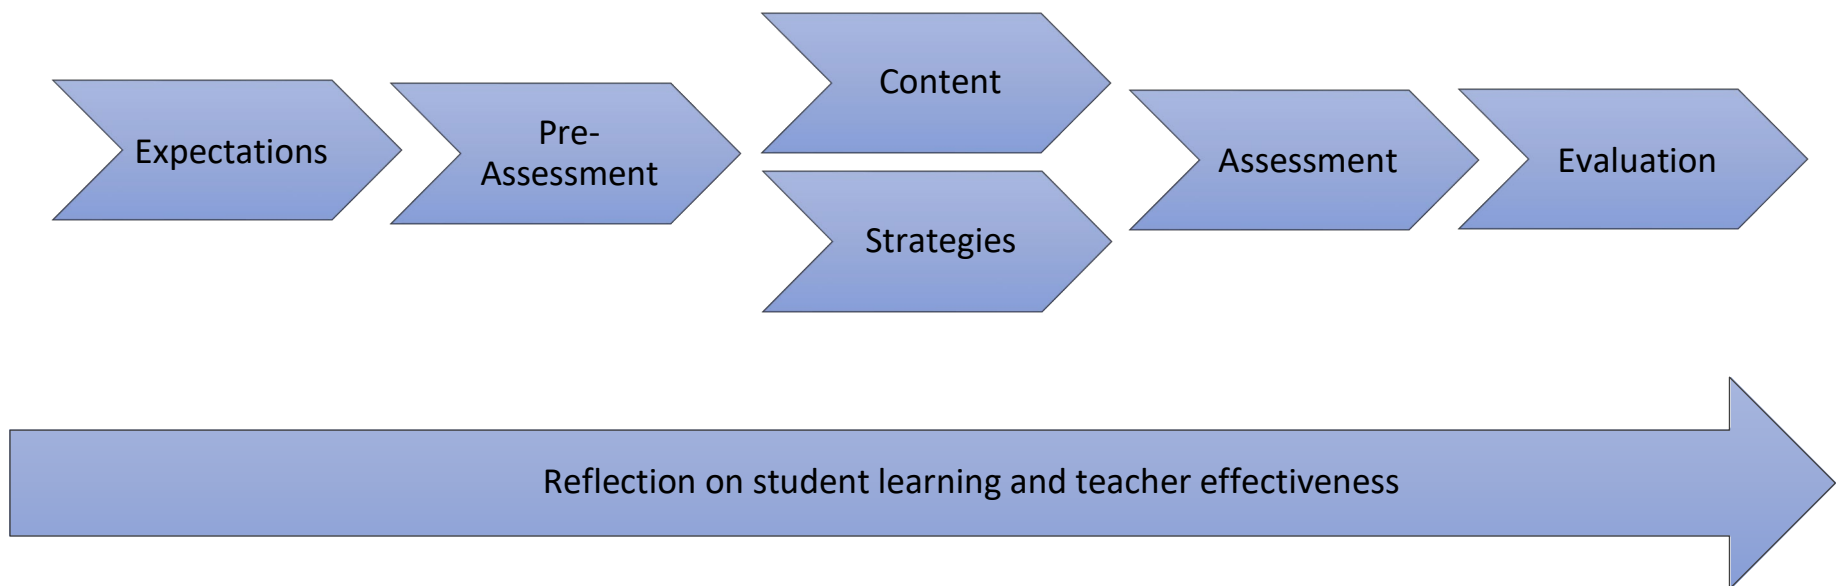 Expectations
Pre-
Assessment
Content
Strategies
Assessment
Evaluation
Reflection on student learning and teacher effectiveness